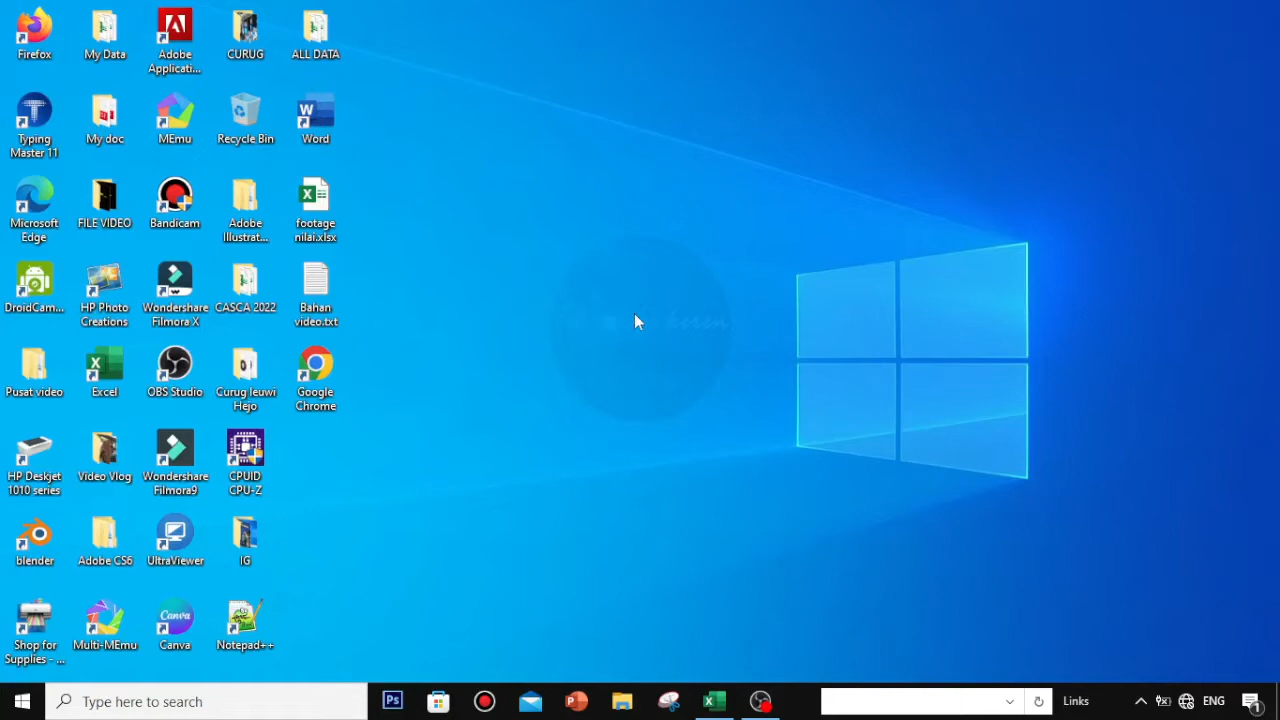 Firefox
My Data
Adobe
Applicati...
CURUG
ALL DATA
Typing
Master 11
My doc
MEmu
Recycle Bin
Word
Microsoft
Edge
FILE VIDEO
Bandicam
Adobe
Illustrat...
footage
nilai.xlsx
DroidCam...
HP Photo
Creations
Wondershare
Filmora X
CASCA 2022
Bahan
video.txt
Pusat video
Excel
OBS Studio
Curug leuwi
Hejo
Google
Chrome
HP Deskjet
1010 series
Video Vlog
Wondershare
Filmora9
CPUID
CPU-Z
blender
Adobe CS6
UltraViewer
IG
Shop for
Supplies - ...
Multi-MEmu
Canva
Canva
Notepad++
Type here to search
Ps
Links
ENG
1